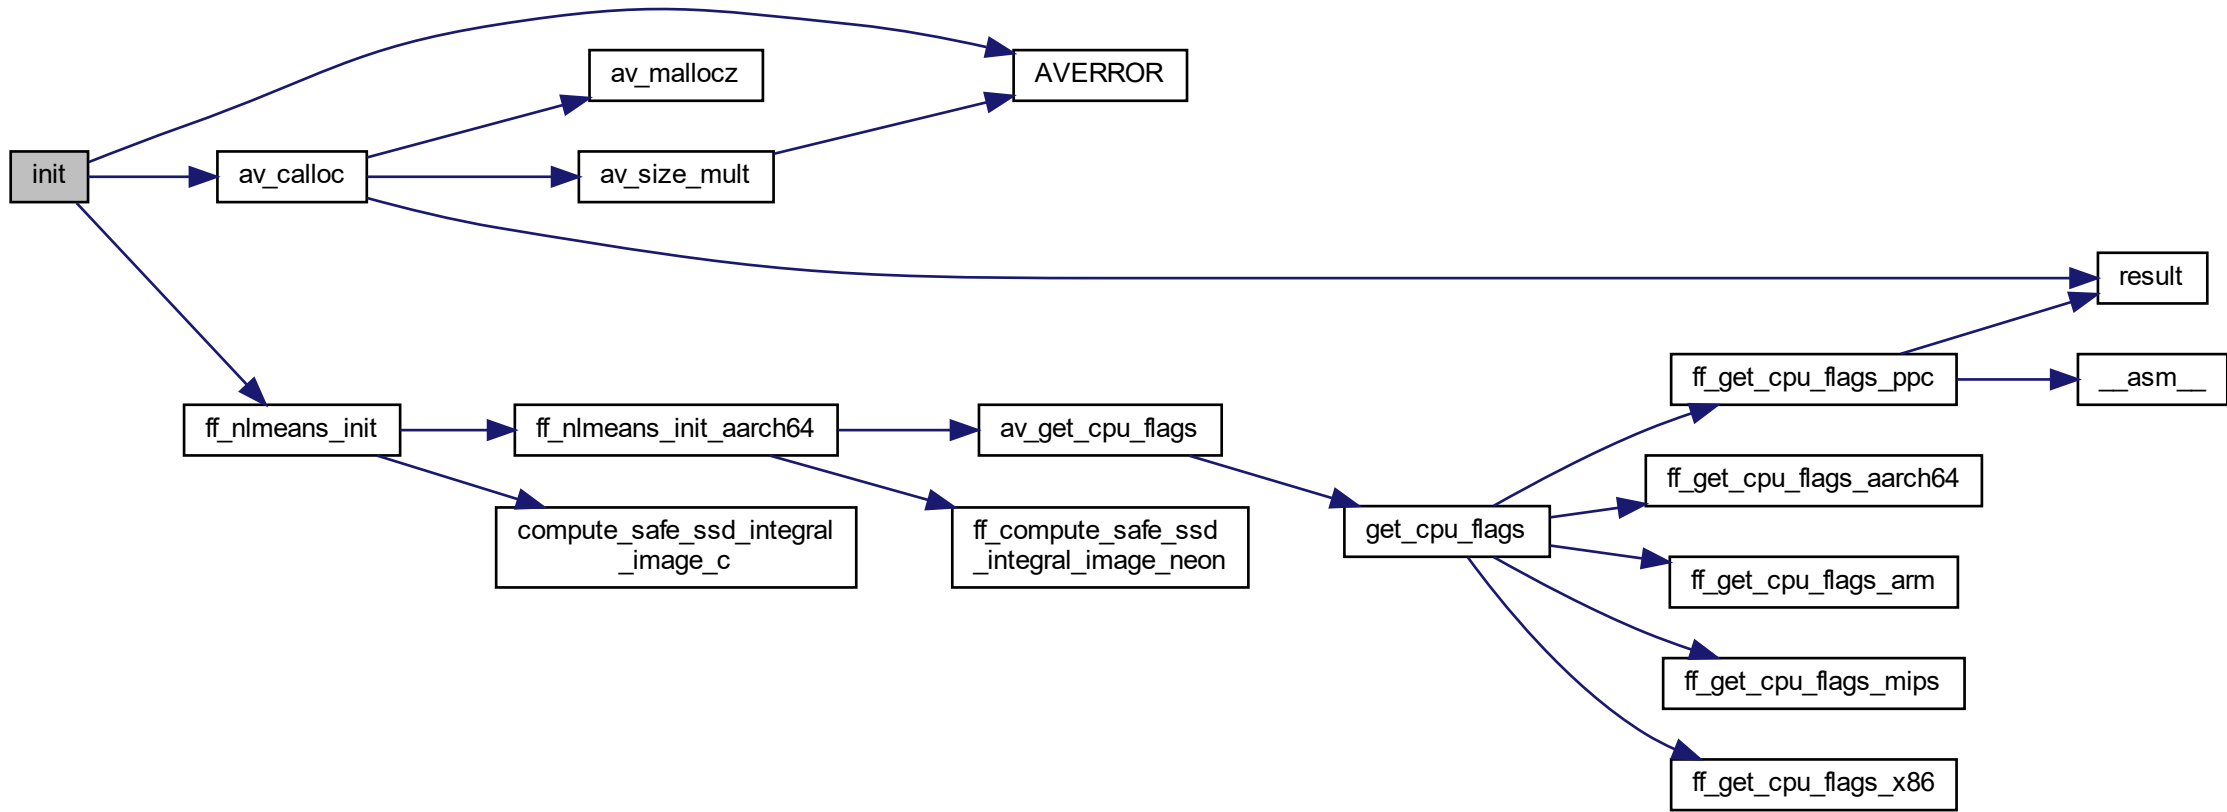 init
av_calloc
av_mallocz
av_size_mult
AVERROR
result
ff_nlmeans_init
ff_nlmeans_init_aarch64
compute_safe_ssd_integral
_image_c
av_get_cpu_flags
ff_compute_safe_ssd
_integral_image_neon
get_cpu_flags
ff_get_cpu_flags_ppc
__asm__
ff_get_cpu_flags_aarch64
ff_get_cpu_flags_arm
ff_get_cpu_flags_mips
ff_get_cpu_flags_x86